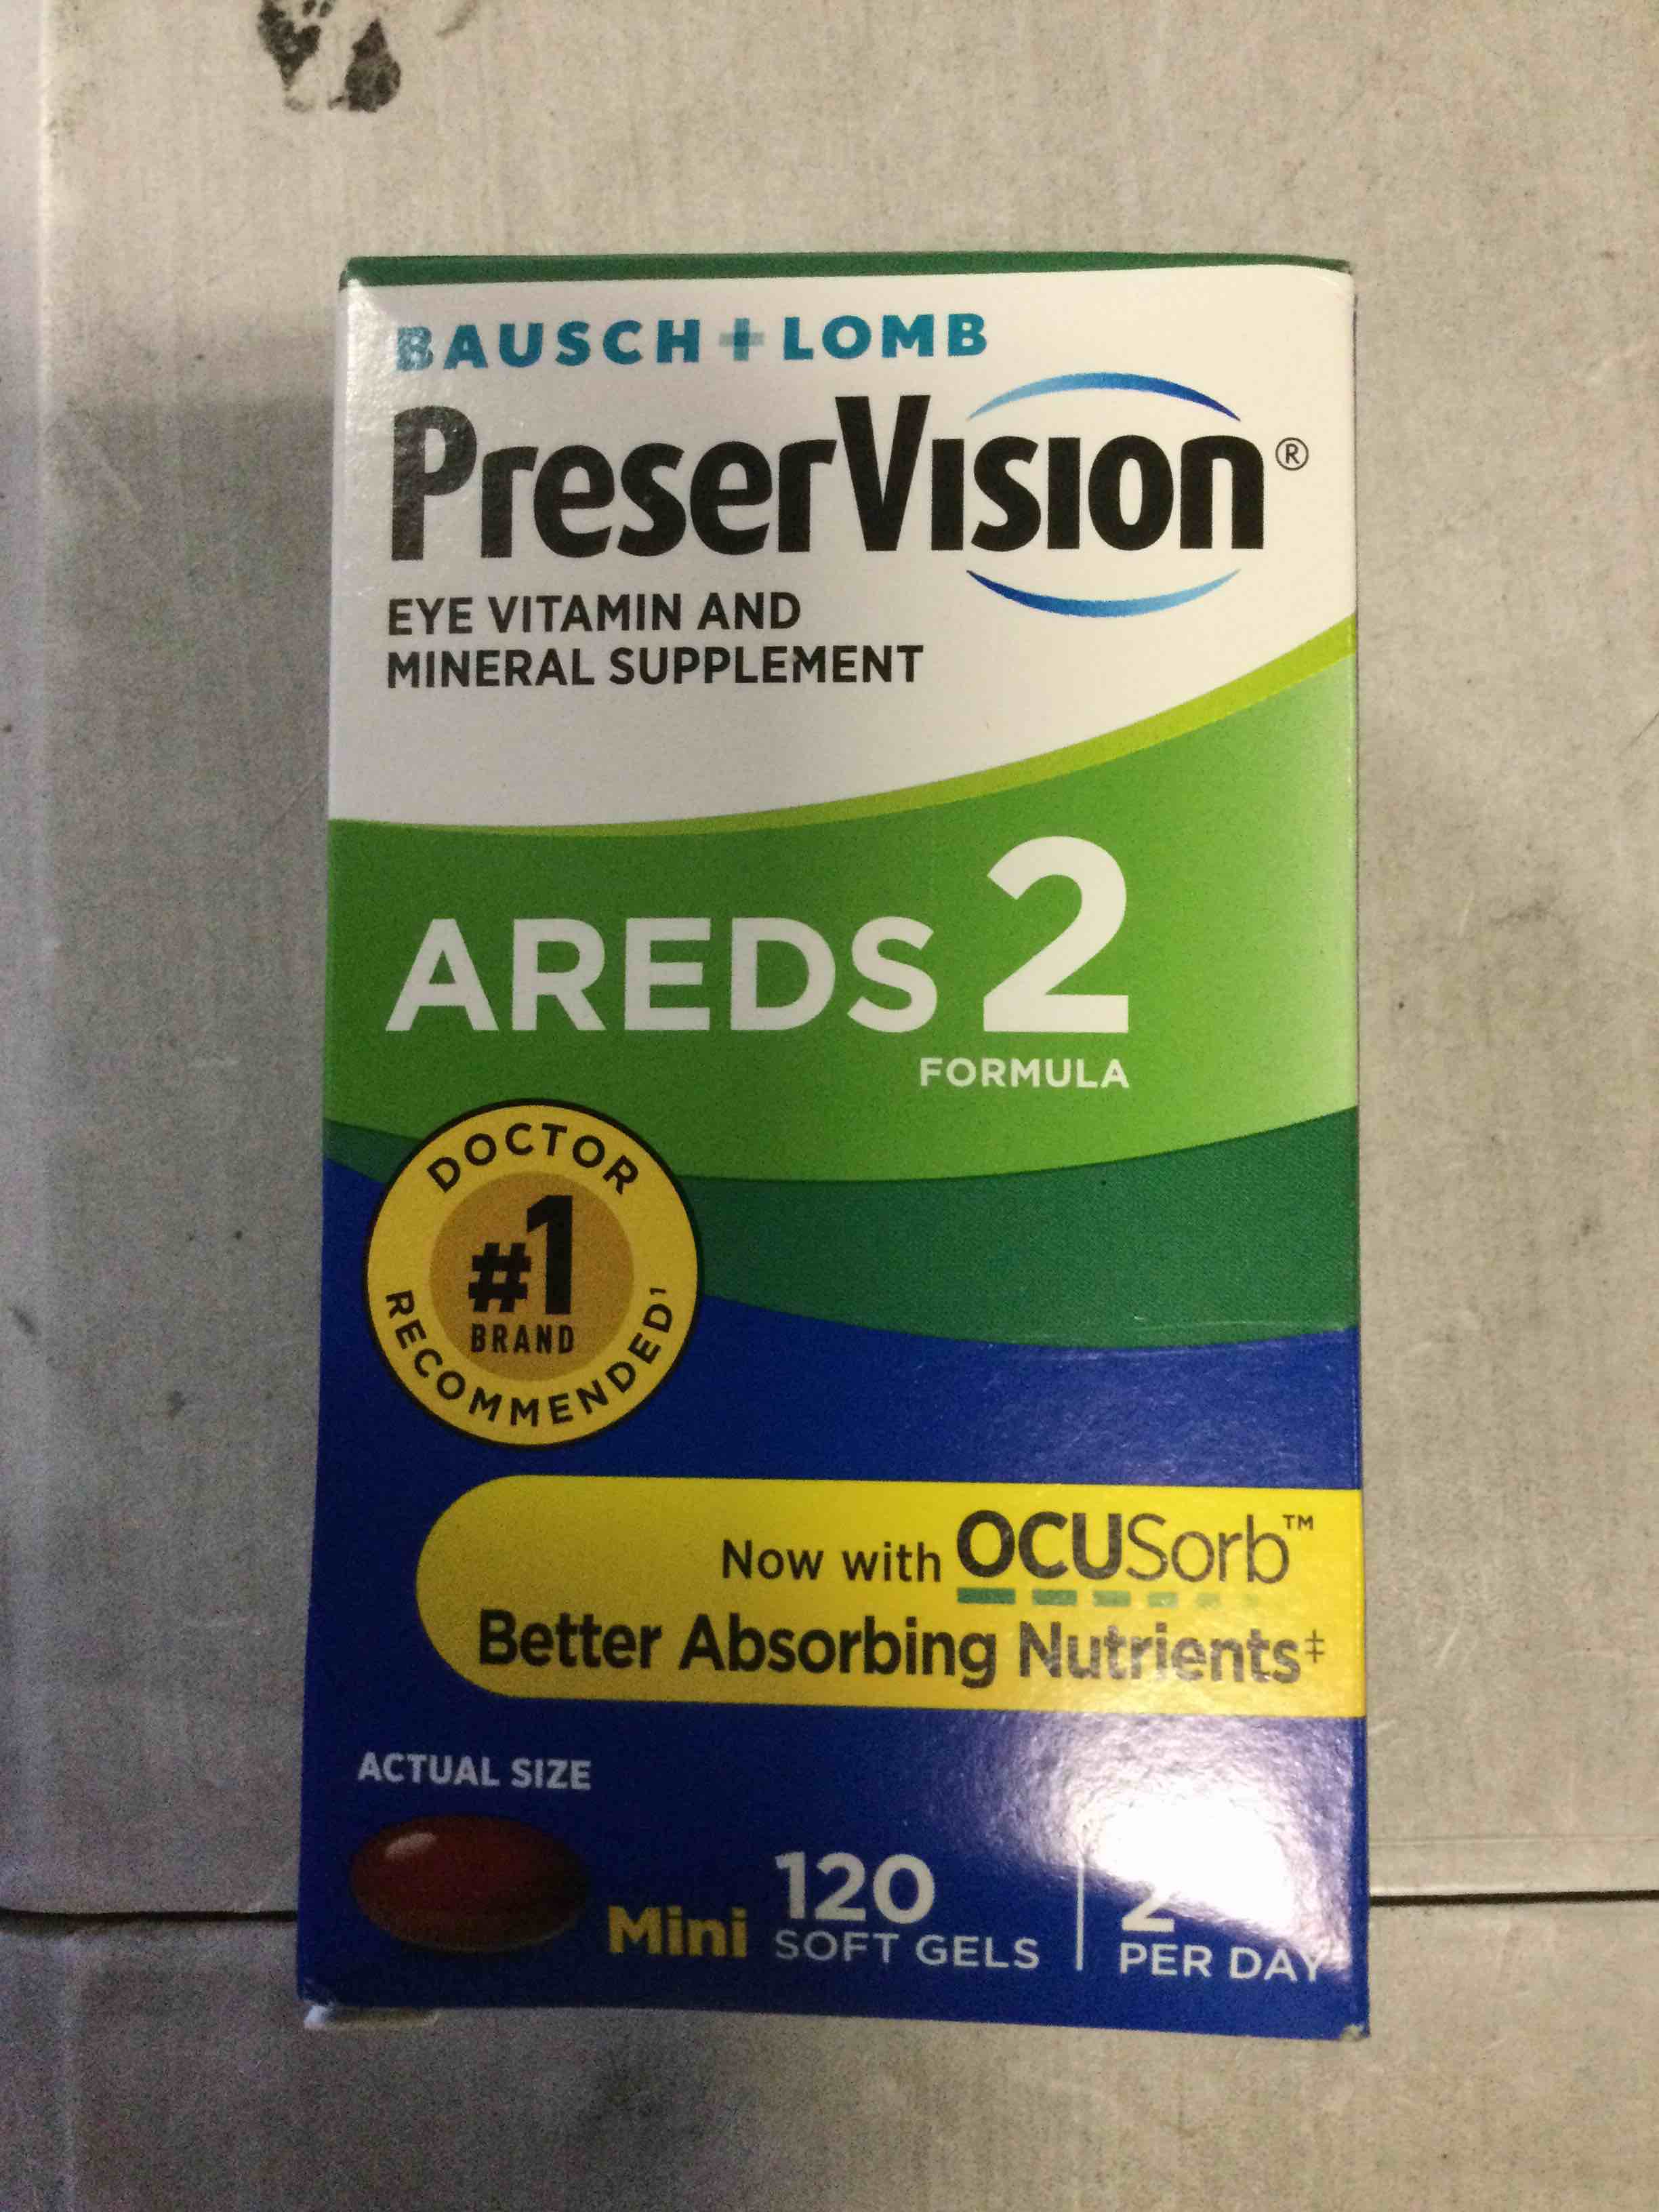 BAUSCH + LOMB
PreserVision®
EYE VITAMIN AND
MINERAL SUPPLEMENT
AREDS 2
FORMULA
DOCTOR
#1
BRAND
RECOMMENDED¹
Now with OCUSorb™
Better Absorbing Nutrients‡
ACTUAL SIZE
Mini 120 SOFT GELS
2 PER DAY